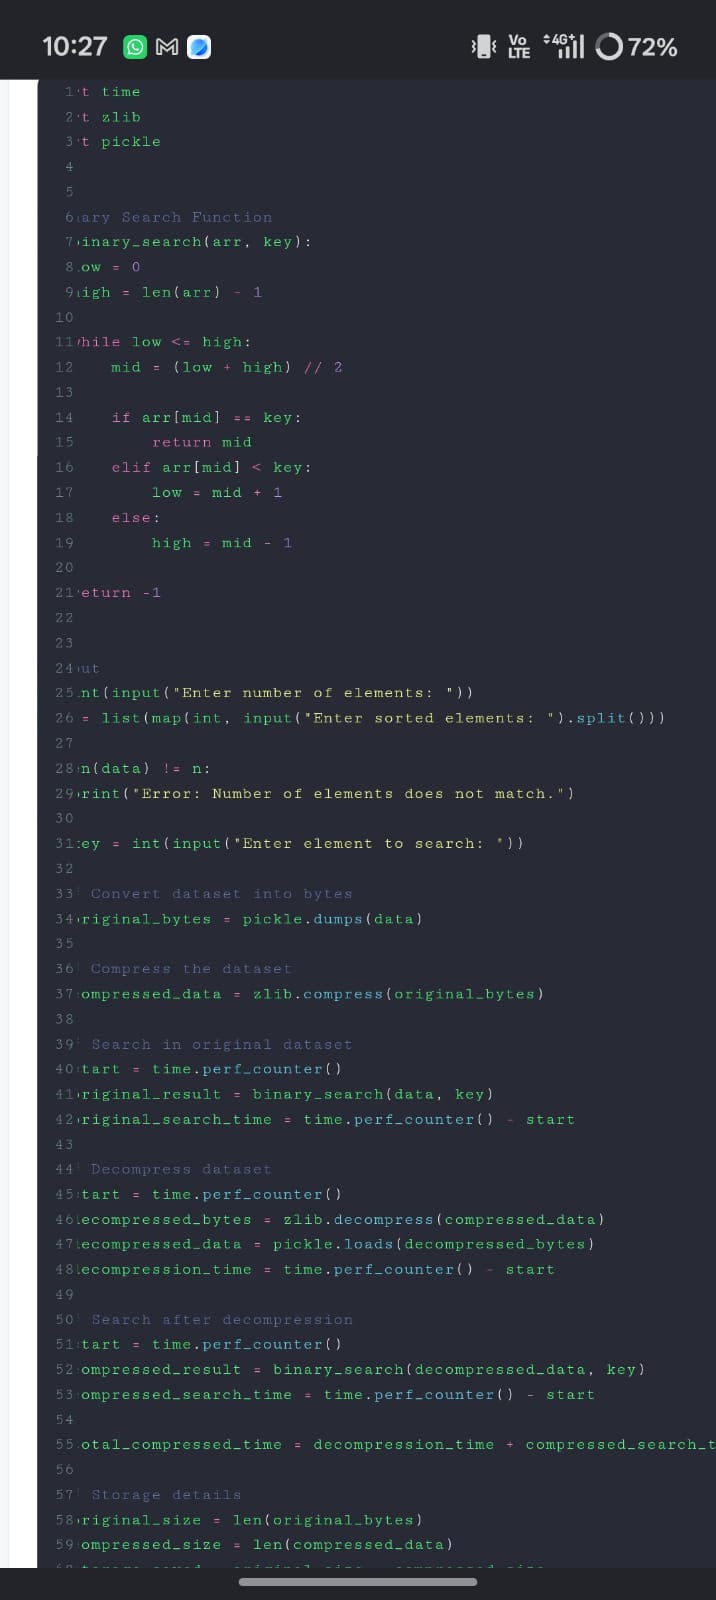 10:27 Vo LTE 4G+ 72%
1 t time
2 t zlib
3 t pickle
4
5
6 ary Search Function
7 inary_search(arr, key):
8 ow = 0
9 igh = len(arr) - 1
10
11 hile low <= high:
12 mid = (low + high) // 2
13
14 if arr[mid] == key:
15 return mid
16 elif arr[mid] < key:
17 low = mid + 1
18 else:
19 high = mid - 1
20
21 eturn -1
22
23
24 ut
25 nt(input("Enter number of elements: "))
26 = list(map(int, input("Enter sorted elements: ").split()))
27
28 n(data) != n:
29 rint("Error: Number of elements does not match.")
30
31 ey = int(input("Enter element to search: "))
32
33 Convert dataset into bytes
34 riginal_bytes = pickle.dumps(data)
35
36 Compress the dataset
37 ompressed_data = zlib.compress(original_bytes)
38
39 Search in original dataset
40 tart = time.perf_counter()
41 riginal_result = binary_search(data, key)
42 riginal_search_time = time.perf_counter() - start
43
44 Decompress dataset
45 tart = time.perf_counter()
46 ecompressed_bytes = zlib.decompress(compressed_data)
47 ecompressed_data = pickle.loads(decompressed_bytes)
48 ecompression_time = time.perf_counter() - start
49
50 Search after decompression
51 tart = time.perf_counter()
52 ompressed_result = binary_search(decompressed_data, key)
53 ompressed_search_time = time.perf_counter() - start
54
55 otal_compressed_time = decompression_time + compressed_search_t
56
57 Storage details
58 riginal_size = len(original_bytes)
59 ompressed_size = len(compressed_data)